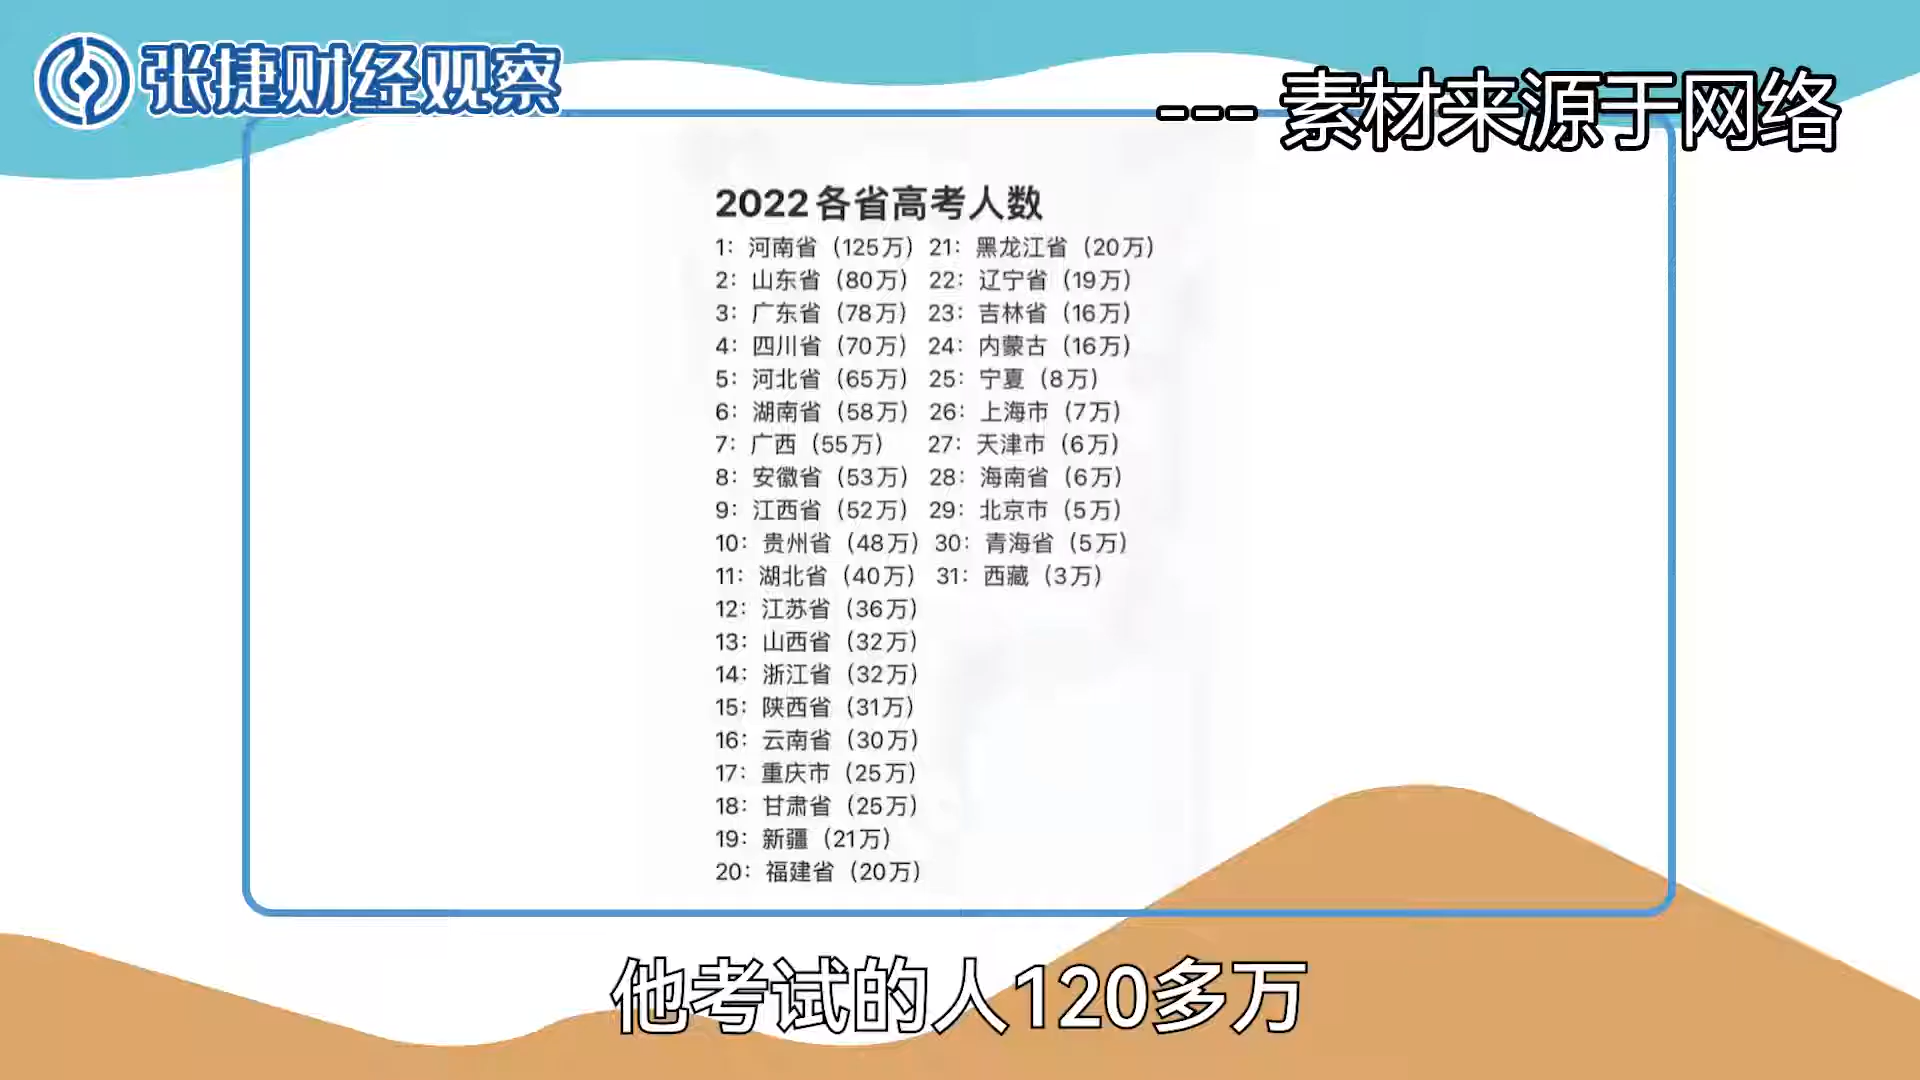 张捷财经观察
--- 素材来源于网络
2022各省高考人数
1：河南省（125万）
2：山东省（80万）
3：广东省（78万）
4：四川省（70万）
5：河北省（65万）
6：湖南省（58万）
7：广西（55万）
8：安徽省（53万）
9：江西省（52万）
10：贵州省（48万）
11：湖北省（40万）
12：江苏省（36万）
13：山西省（32万）
14：浙江省（32万）
15：陕西省（31万）
16：云南省（30万）
17：重庆市（25万）
18：甘肃省（25万）
19：新疆（21万）
20：福建省（20万）
21：黑龙江省（20万）
22：辽宁省（19万）
23：吉林省（16万）
24：内蒙古（16万）
25：宁夏（8万）
26：上海市（7万）
27：天津市（6万）
28：海南省（6万）
29：北京市（5万）
30：青海省（5万）
31：西藏（3万）
他考试的人120多万